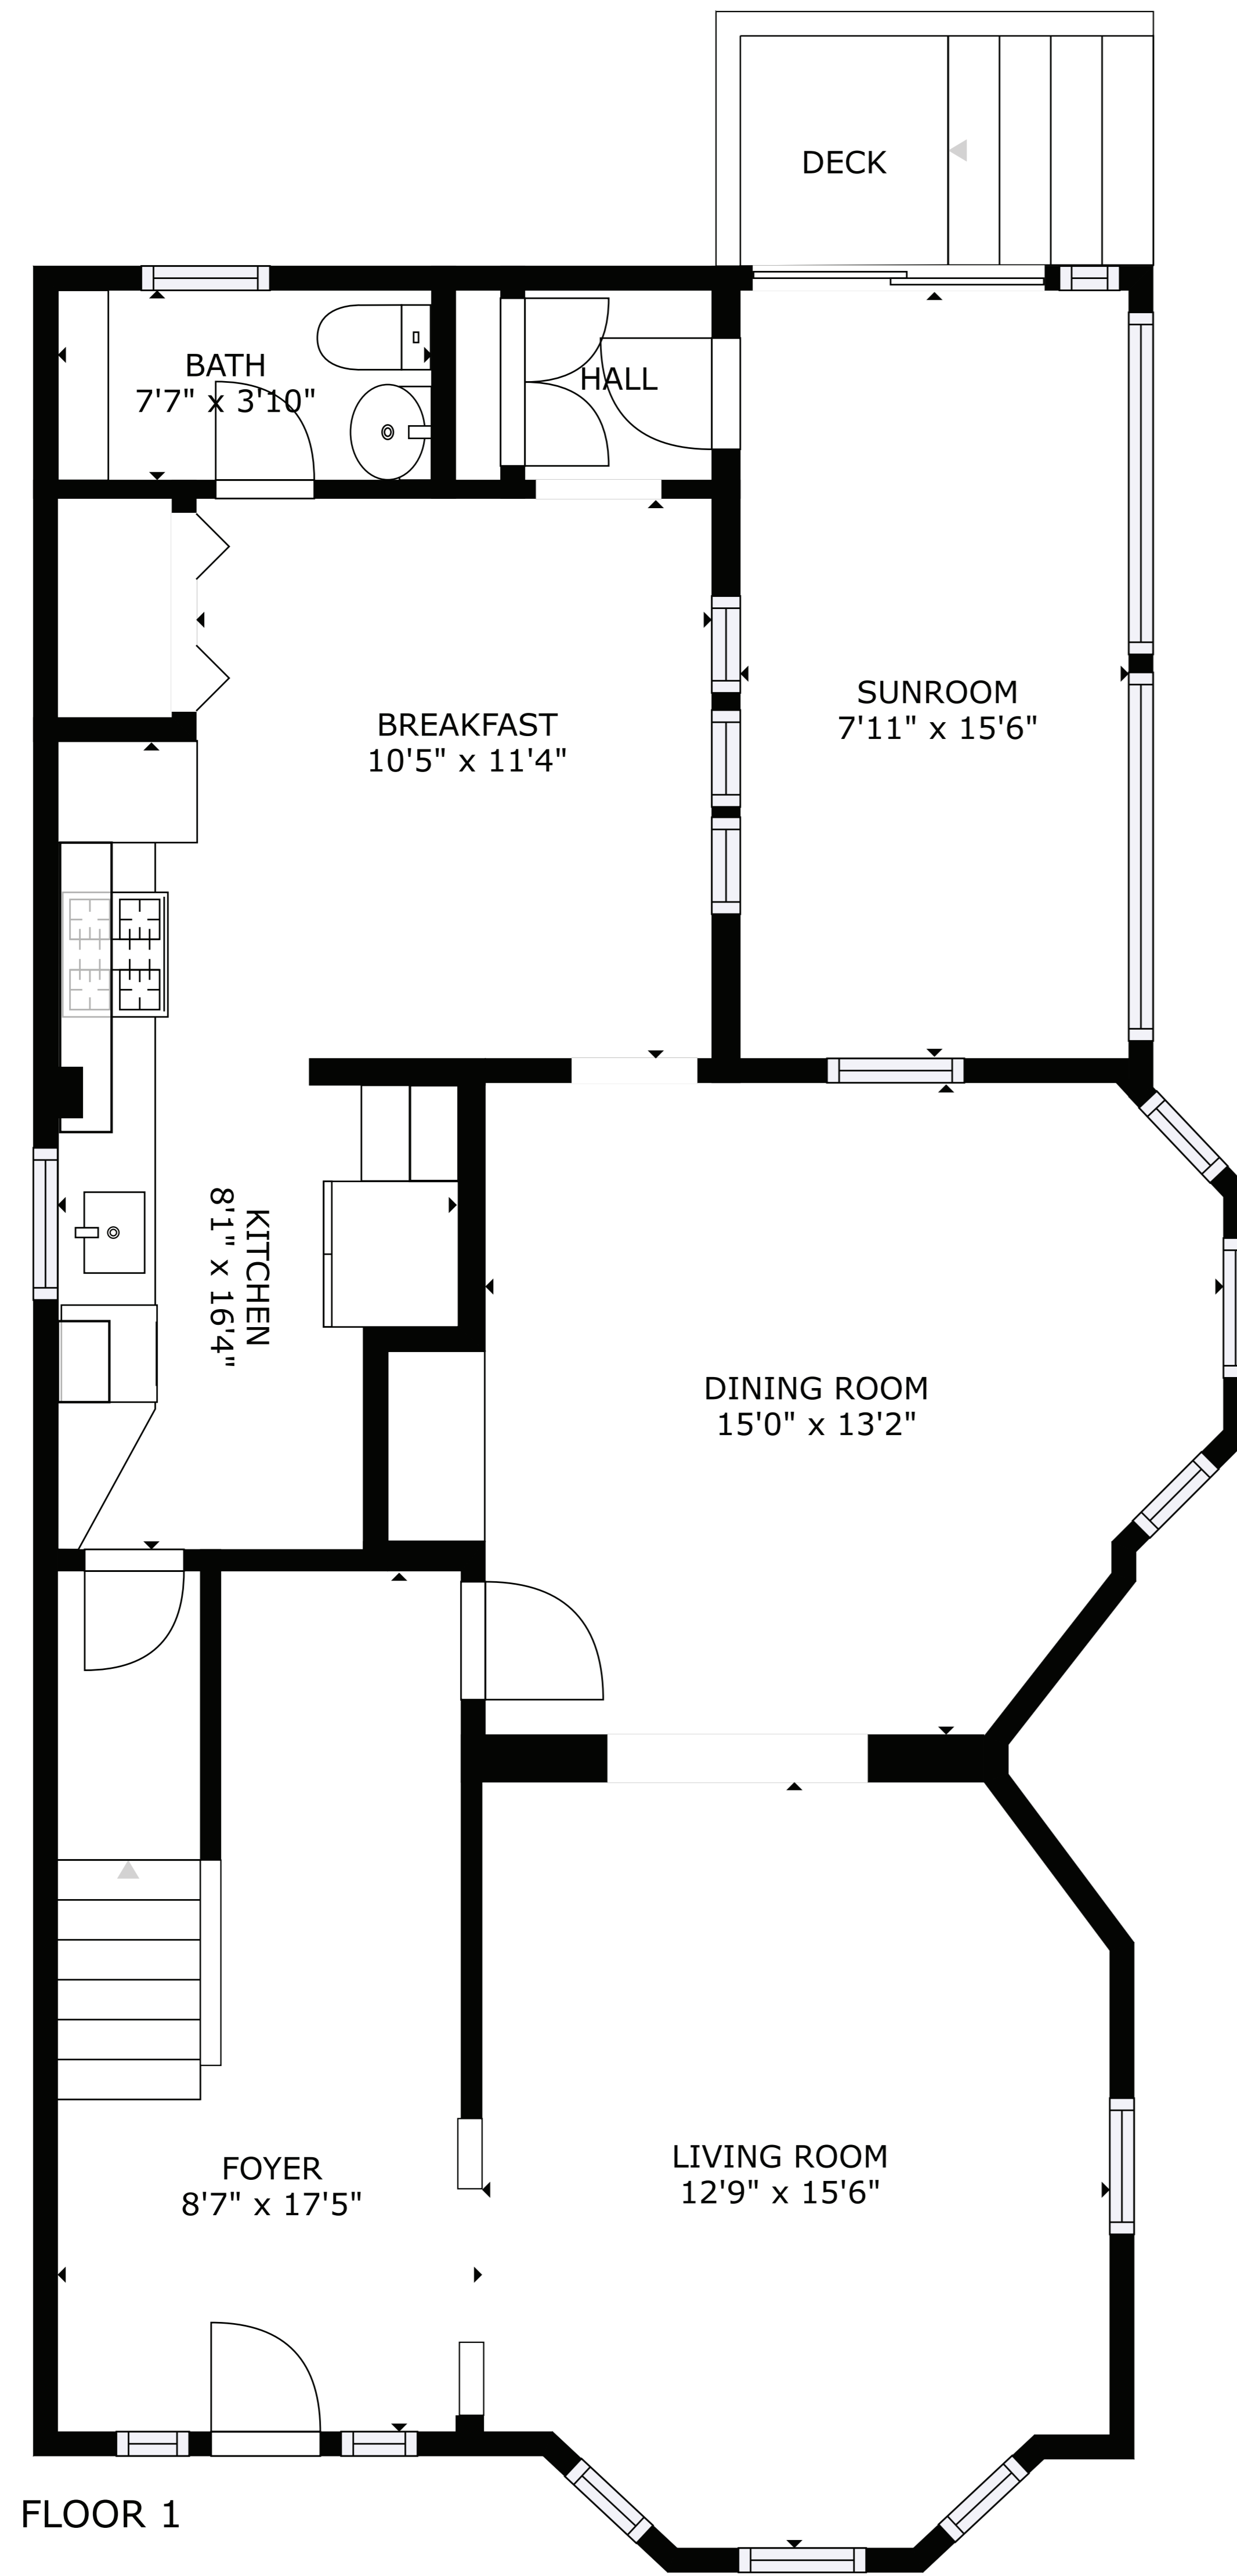 DECK
BATH
7'7" x 3'10"
HALL
SUNROOM
7'11" x 15'6"
BREAKFAST
10'5" x 11'4"
KITCHEN
8'1" x 16'4"
DINING ROOM
15'0" x 13'2"
FOYER
8'7" x 17'5"
LIVING ROOM
12'9" x 15'6"
FLOOR 1